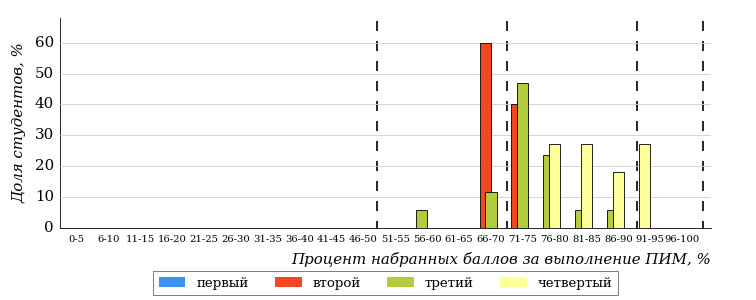 Доля студентов, %
60
50
40
30
20
10
0
0-5 6-10 11-15 16-20 21-25 26-30 31-35 36-40 41-45 46-50 51-55 56-60 61-65 66-70 71-75 76-80 81-85 86-90 91-95 96-100
Процент набранных баллов за выполнение ПИМ, %
первый второй третий четвертый